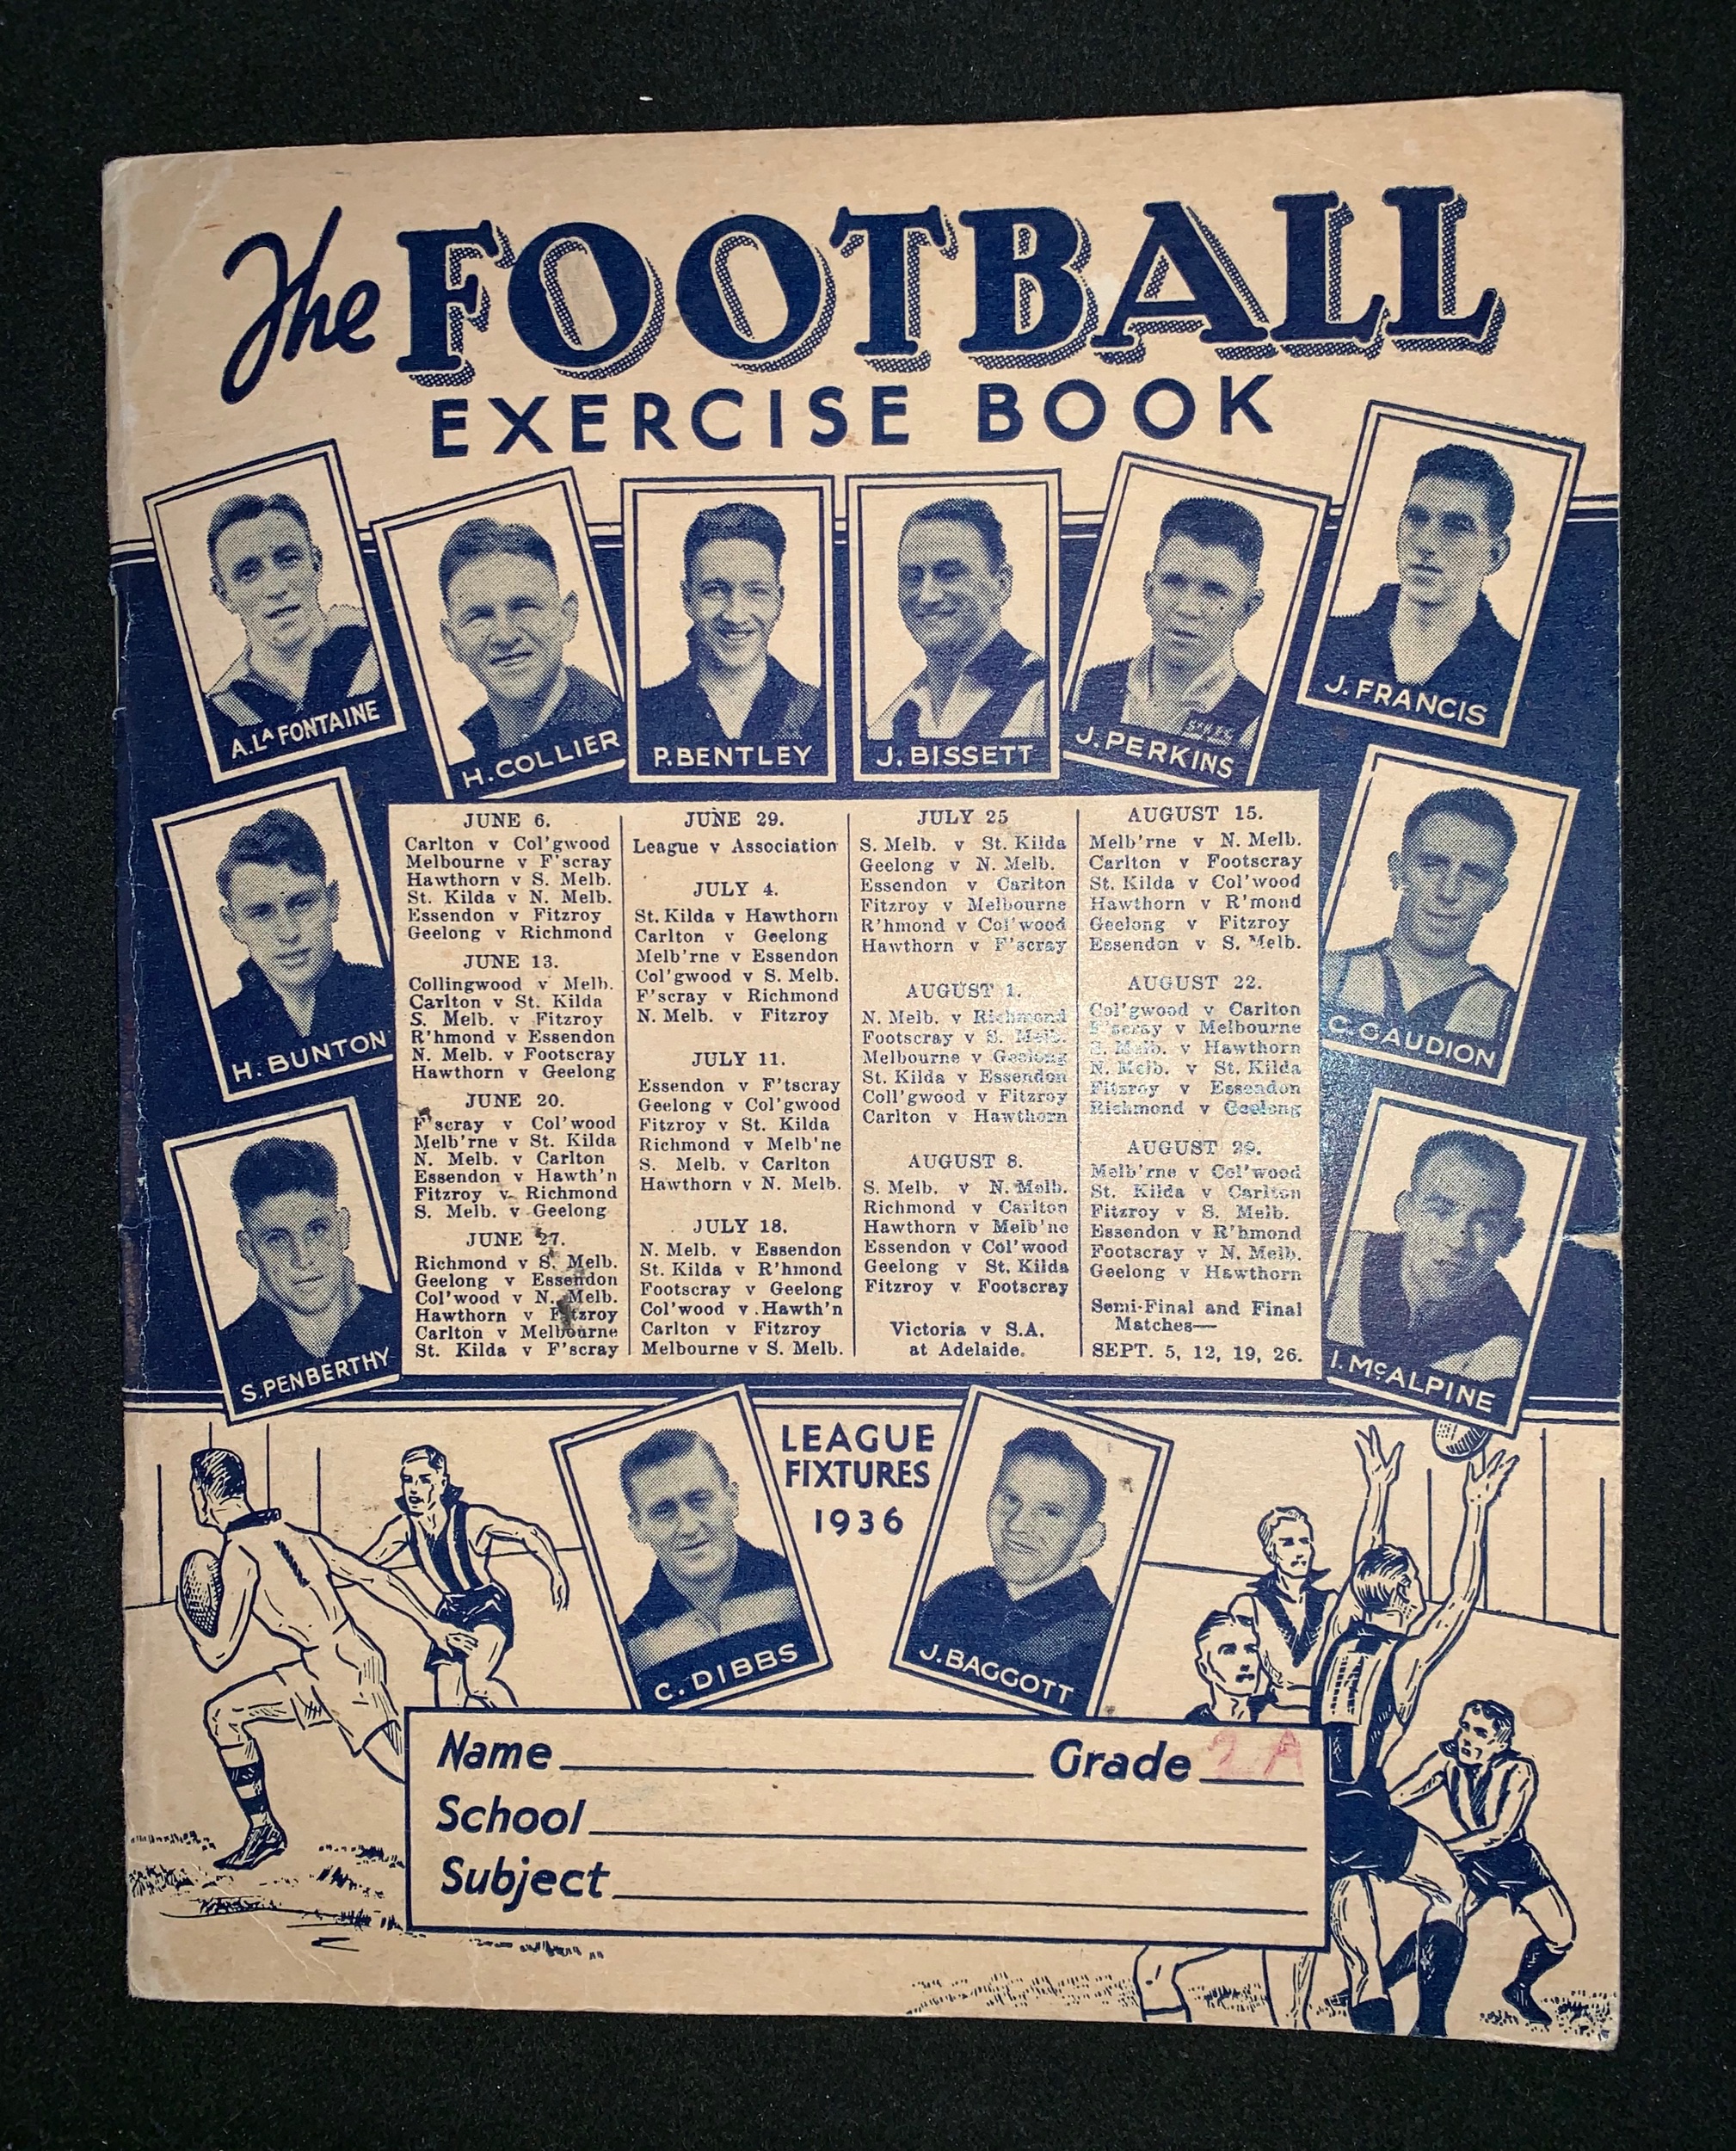 The FOOTBALL
EXERCISE BOOK
A. LA FONTAINE
H. COLLIER
P. BENTLEY
J. BISSETT
J. PERKINS
J. FRANCIS
H. BUNTON
C. GAUDION
S. PENBERTHY
I. McALPINE
JUNE 6.
Carlton v Col'gwood
Melbourne v F'scray
Hawthorn v S. Melb.
St. Kilda v N. Melb.
Essendon v Fitzroy
Geelong v Richmond
JUNE 13.
Collingwood v Melb.
Carlton v St. Kilda
S. Melb. v Fitzroy
R'hmond v Essendon
N. Melb. v Footscray
Hawthorn v Geelong
JUNE 20.
F'scray v Col'wood
Melb'rne v St. Kilda
N. Melb. v Carlton
Essendon v Hawth'n
Fitzroy v Richmond
S. Melb. v Geelong
JUNE 27.
Richmond v S. Melb.
Geelong v Essendon
Col'wood v N. Melb.
Hawthorn v Fitzroy
Carlton v Melbourne
St. Kilda v F'scray
JUNE 29.
League v Association
JULY 4.
St. Kilda v Hawthorn
Carlton v Geelong
Melb'rne v Essendon
Col'gwood v S. Melb.
F'scray v Richmond
N. Melb. v Fitzroy
JULY 11.
Essendon v F'tscray
Geelong v Col'gwood
Fitzroy v St. Kilda
Richmond v Melb'ne
S. Melb. v Carlton
Hawthorn v N. Melb.
JULY 18.
N. Melb. v Essendon
St. Kilda v R'hmond
Footscray v Geelong
Col'wood v Hawth'n
Carlton v Fitzroy
Melbourne v S. Melb.
JULY 25
S. Melb. v St. Kilda
Geelong v N. Melb.
Essendon v Carlton
Fitzroy v Melbourne
R'hmond v Col'wood
Hawthorn v F'scray
AUGUST 1.
N. Melb. v Richmond
Footscray v S. Melb.
Melbourne v Geelong
St. Kilda v Essendon
Coll'gwood v Fitzroy
Carlton v Hawthorn
AUGUST 8.
S. Melb. v N. Melb.
Richmond v Carlton
Hawthorn v Melb'ne
Essendon v Col'wood
Geelong v St. Kilda
Fitzroy v Footscray
Victoria v S.A.
at Adelaide.
AUGUST 15.
Melb'rne v N. Melb.
Carlton v Footscray
St. Kilda v Col'wood
Hawthorn v R'mond
Geelong v Fitzroy
Essendon v S. Melb.
AUGUST 22.
Col'gwood v Carlton
F'scray v Melbourne
S. Melb. v Hawthorn
N. Melb. v St. Kilda
Fitzroy v Essendon
Richmond v Geelong
AUGUST 29.
Melb'rne v Col'wood
St. Kilda v Carlton
Fitzroy v S. Melb.
Essendon v R'hmond
Footscray v N. Melb.
Geelong v Hawthorn
Semi-Final and Final
Matches—
SEPT. 5, 12, 19, 26.
LEAGUE
FIXTURES
1936
C. DIBBS
J. BAGGOTT
Name Grade 2 A
School
Subject